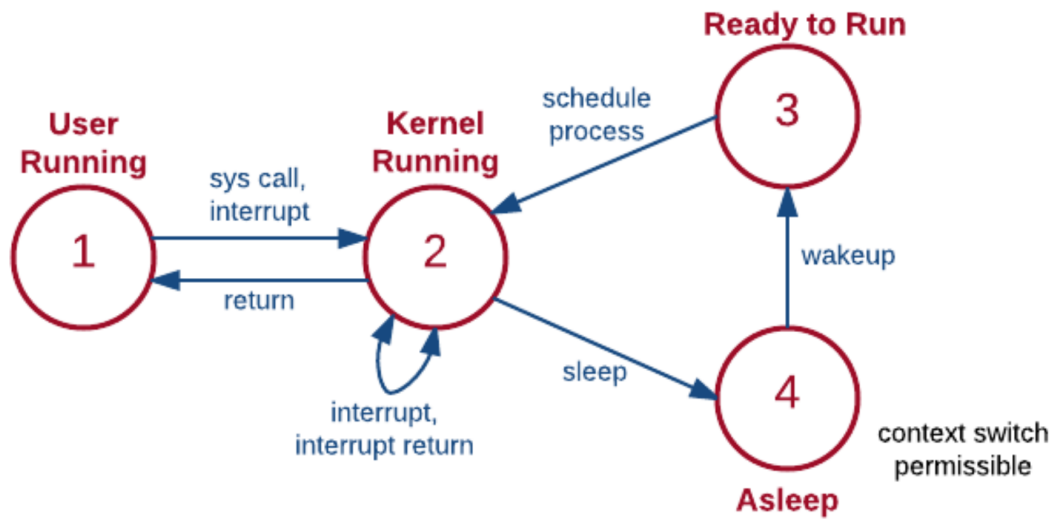 Ready to Run
3
schedule
process
User
Running
Kernel
Running
sys call,
interrupt
1
2
return
wakeup
sleep
4
interrupt,
interrupt return
context switch
permissible
Asleep